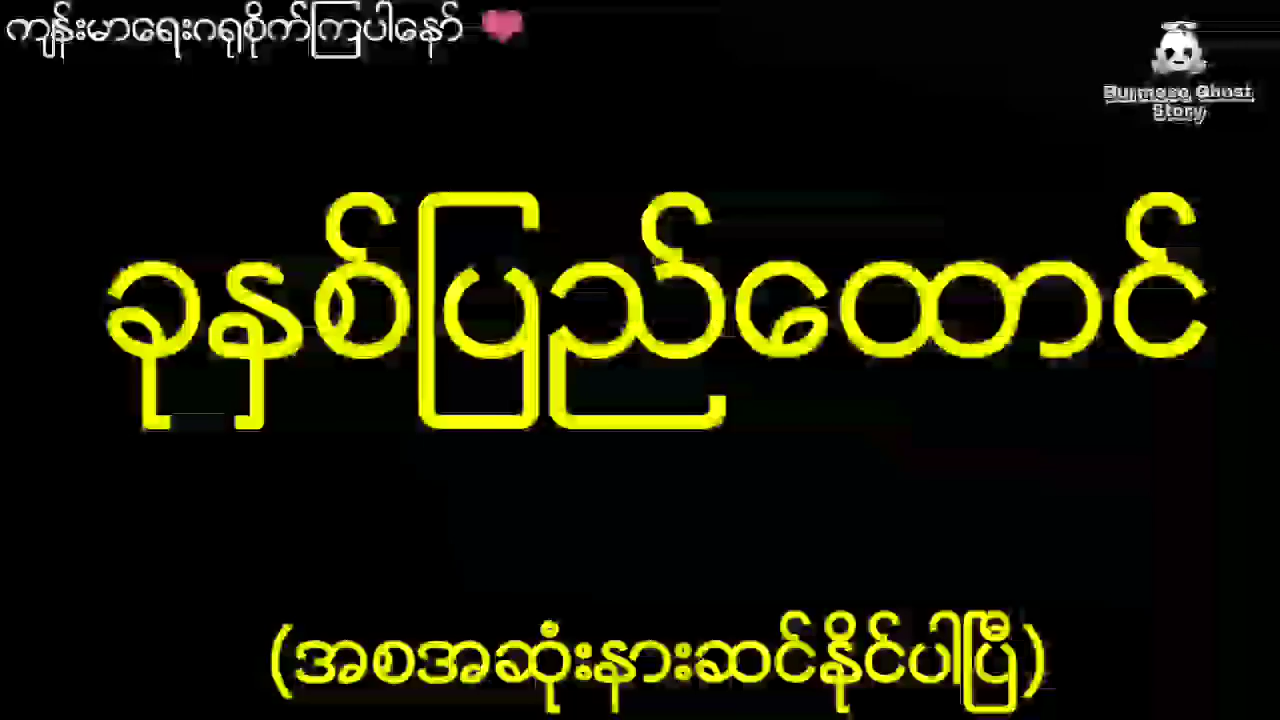 ကျန်းမာရေးဂရုစိုက်ကြပါနော် ❤
Burmese Ghost
Story
ခုနှစ်ပြည်ထောင်
(အစအဆုံးနားဆင်နိုင်ပါပြီ)